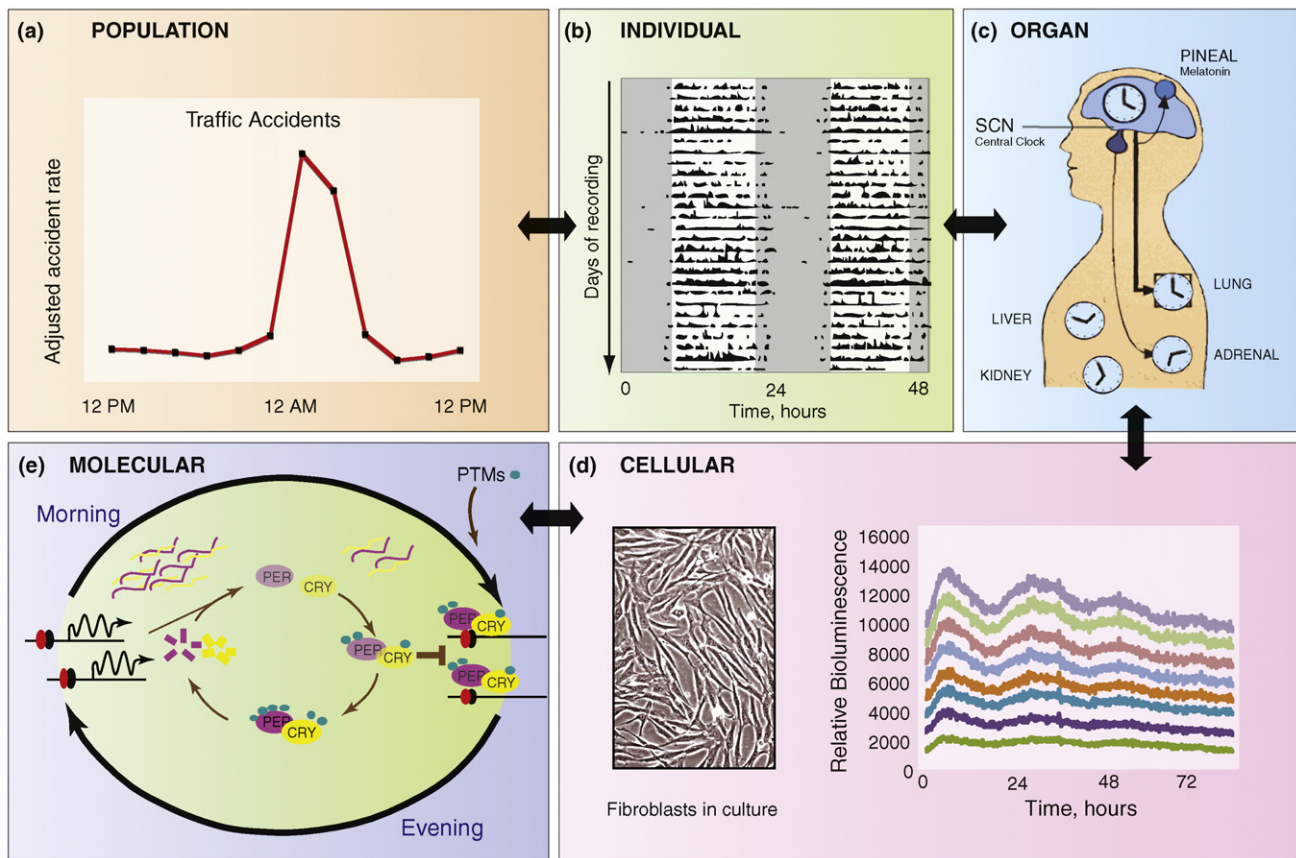 (a) POPULATION
Traffic Accidents
Adjusted accident rate
12 PM 12 AM 12 PM
(b) INDIVIDUAL
Days of recording
0 24 48
Time, hours
(c) ORGAN
PINEAL
Melatonin
SCN
Central Clock
LUNG
LIVER
ADRENAL
KIDNEY
(e) MOLECULAR
PTMs
Morning
PER
CRY
PER
CRY
PER
CRY
PER
CRY
PER
CRY
Evening
(d) CELLULAR
Fibroblasts in culture
Relative Bioluminescence
16000
14000
12000
10000
8000
6000
4000
2000
0
0 24 48 72
Time, hours